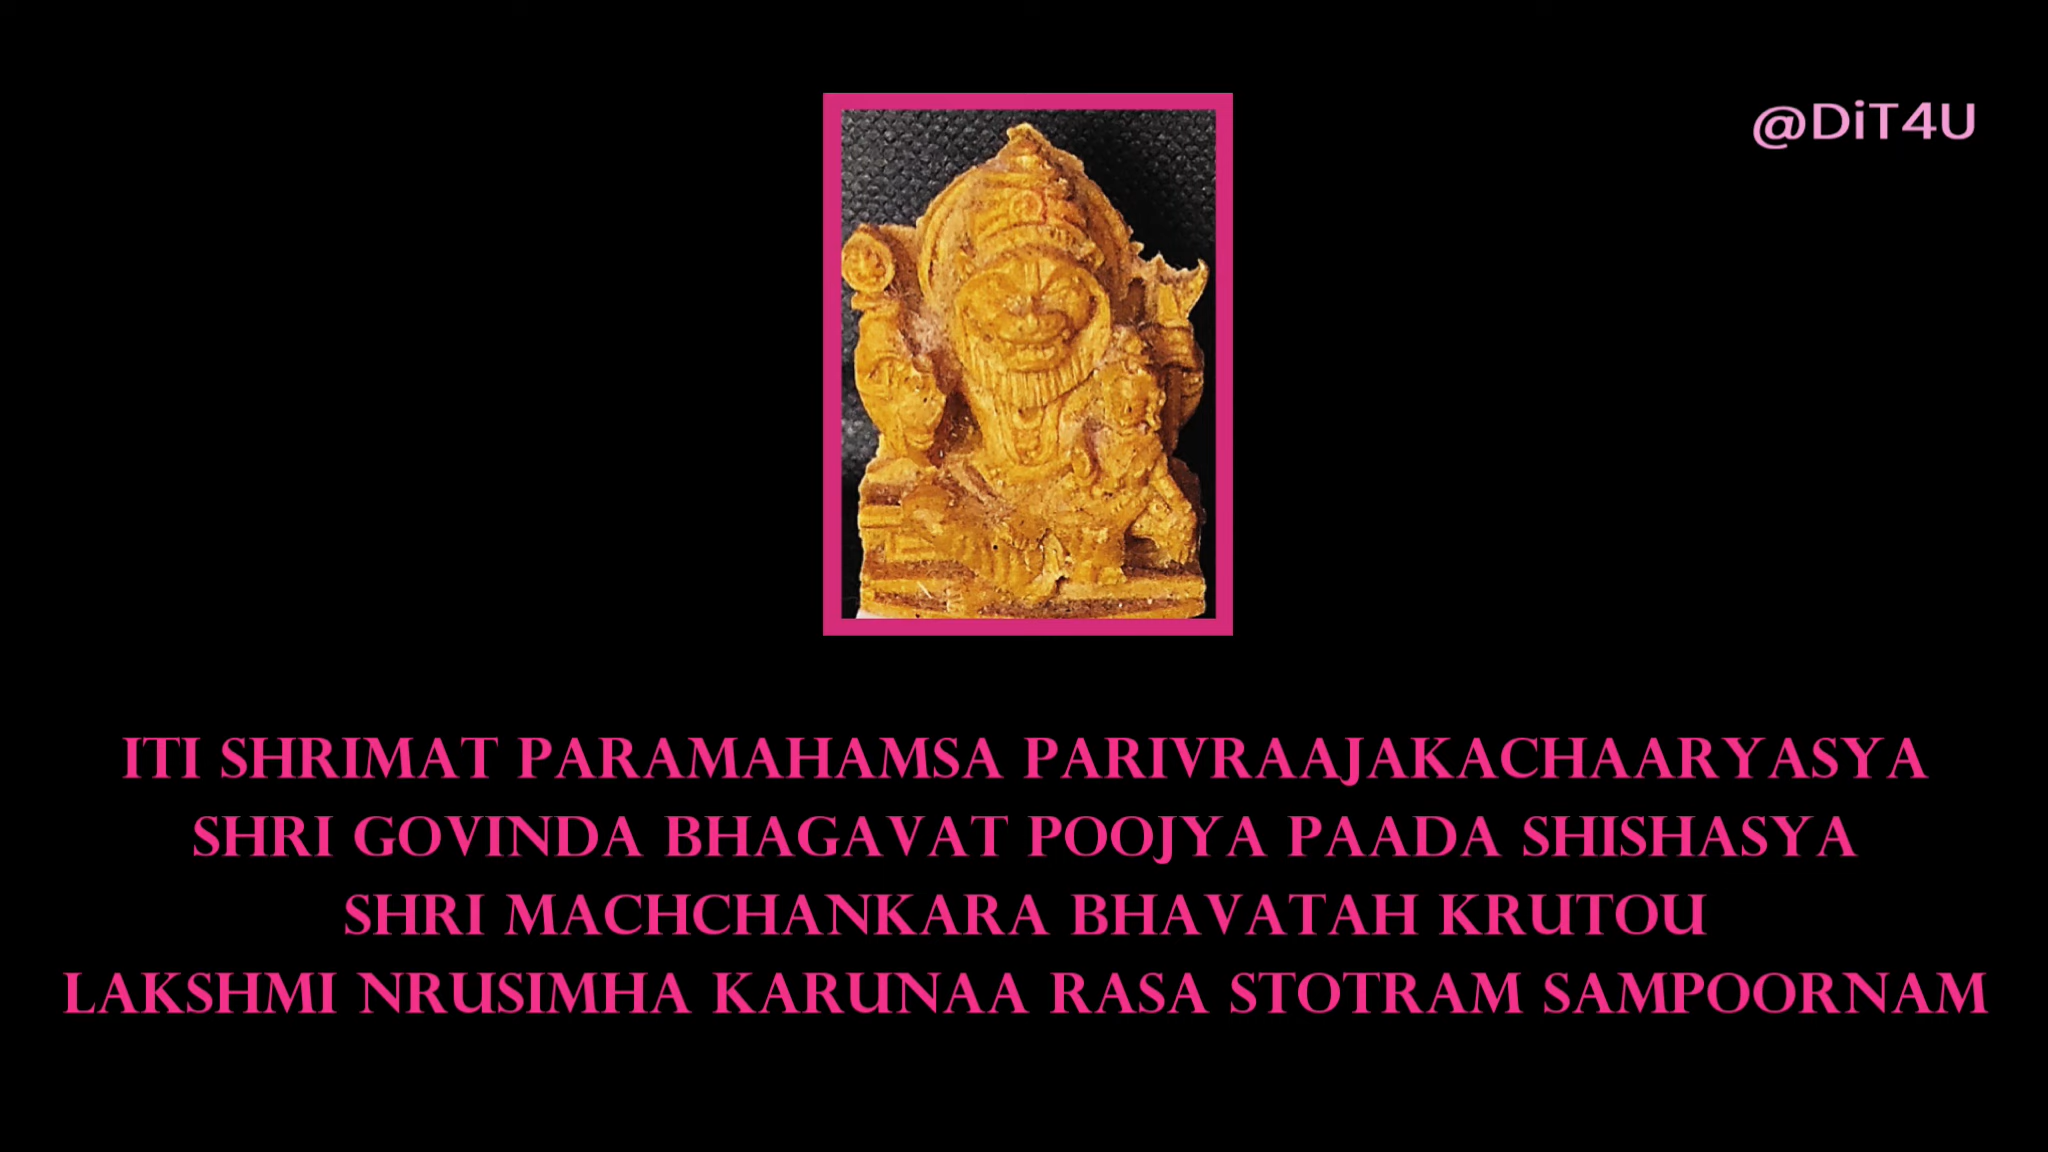 @DiT4U
ITI SHRIMAT PARAMAHAMSA PARIVRAAJAKACHAARYASYA
SHRI GOVINDA BHAGAVAT POOJYA PAADA SHISHASYA
SHRI MACHCHANKARA BHAVATAH KRUTOU
LAKSHMI NRUSIMHA KARUNAA RASA STOTRAM SAMPOORNAM